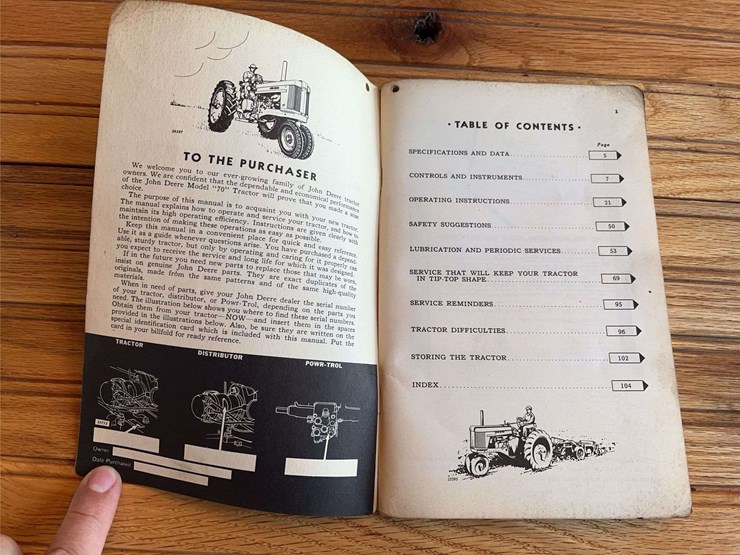 TO THE PURCHASER
We welcome you to our ever-growing family of John Deere tractor
owners. We are confident that the dependable and economical performance
of the John Deere Model "70" Tractor will prove that you made a wise
choice.
The purpose of this manual is to acquaint you with your new tractor.
The manual explains how to operate and service your tractor, and how to
maintain its high operating efficiency. Instructions are given clearly with
the intention of making these operations as easy as possible.
Keep this manual in a convenient place for quick and easy reference.
Use it as a guide whenever questions arise. You have purchased a depend-
able, sturdy tractor, but only by operating and caring for it properly can
you expect to receive the service and long life for which it was designed.
If in the future you need new parts to replace those that may be worn,
insist on genuine John Deere parts. They are exact duplicates of the
originals, made from the same patterns and of the same high-quality
materials.
When in need of parts, give your John Deere dealer the serial number
of your tractor, distributor, or Powr-Trol, depending on the parts you
need. The illustration below shows you where to find these serial numbers.
Obtain them from your tractor—NOW—and insert them in the spaces
provided in the illustrations below. Also, be sure they are written on the
special identification card which is included with this manual. Put the
card in your billfold for ready reference.
TRACTOR
DISTRIBUTOR
POWR-TROL
Owner
Date Purchased
1
· TABLE OF CONTENTS ·
Page
SPECIFICATIONS AND DATA 5
CONTROLS AND INSTRUMENTS 7
OPERATING INSTRUCTIONS 11
SAFETY SUGGESTIONS 50
LUBRICATION AND PERIODIC SERVICES 53
SERVICE THAT WILL KEEP YOUR TRACTOR
IN TIP-TOP SHAPE 69
SERVICE REMINDERS 95
TRACTOR DIFFICULTIES 96
STORING THE TRACTOR 102
INDEX 104